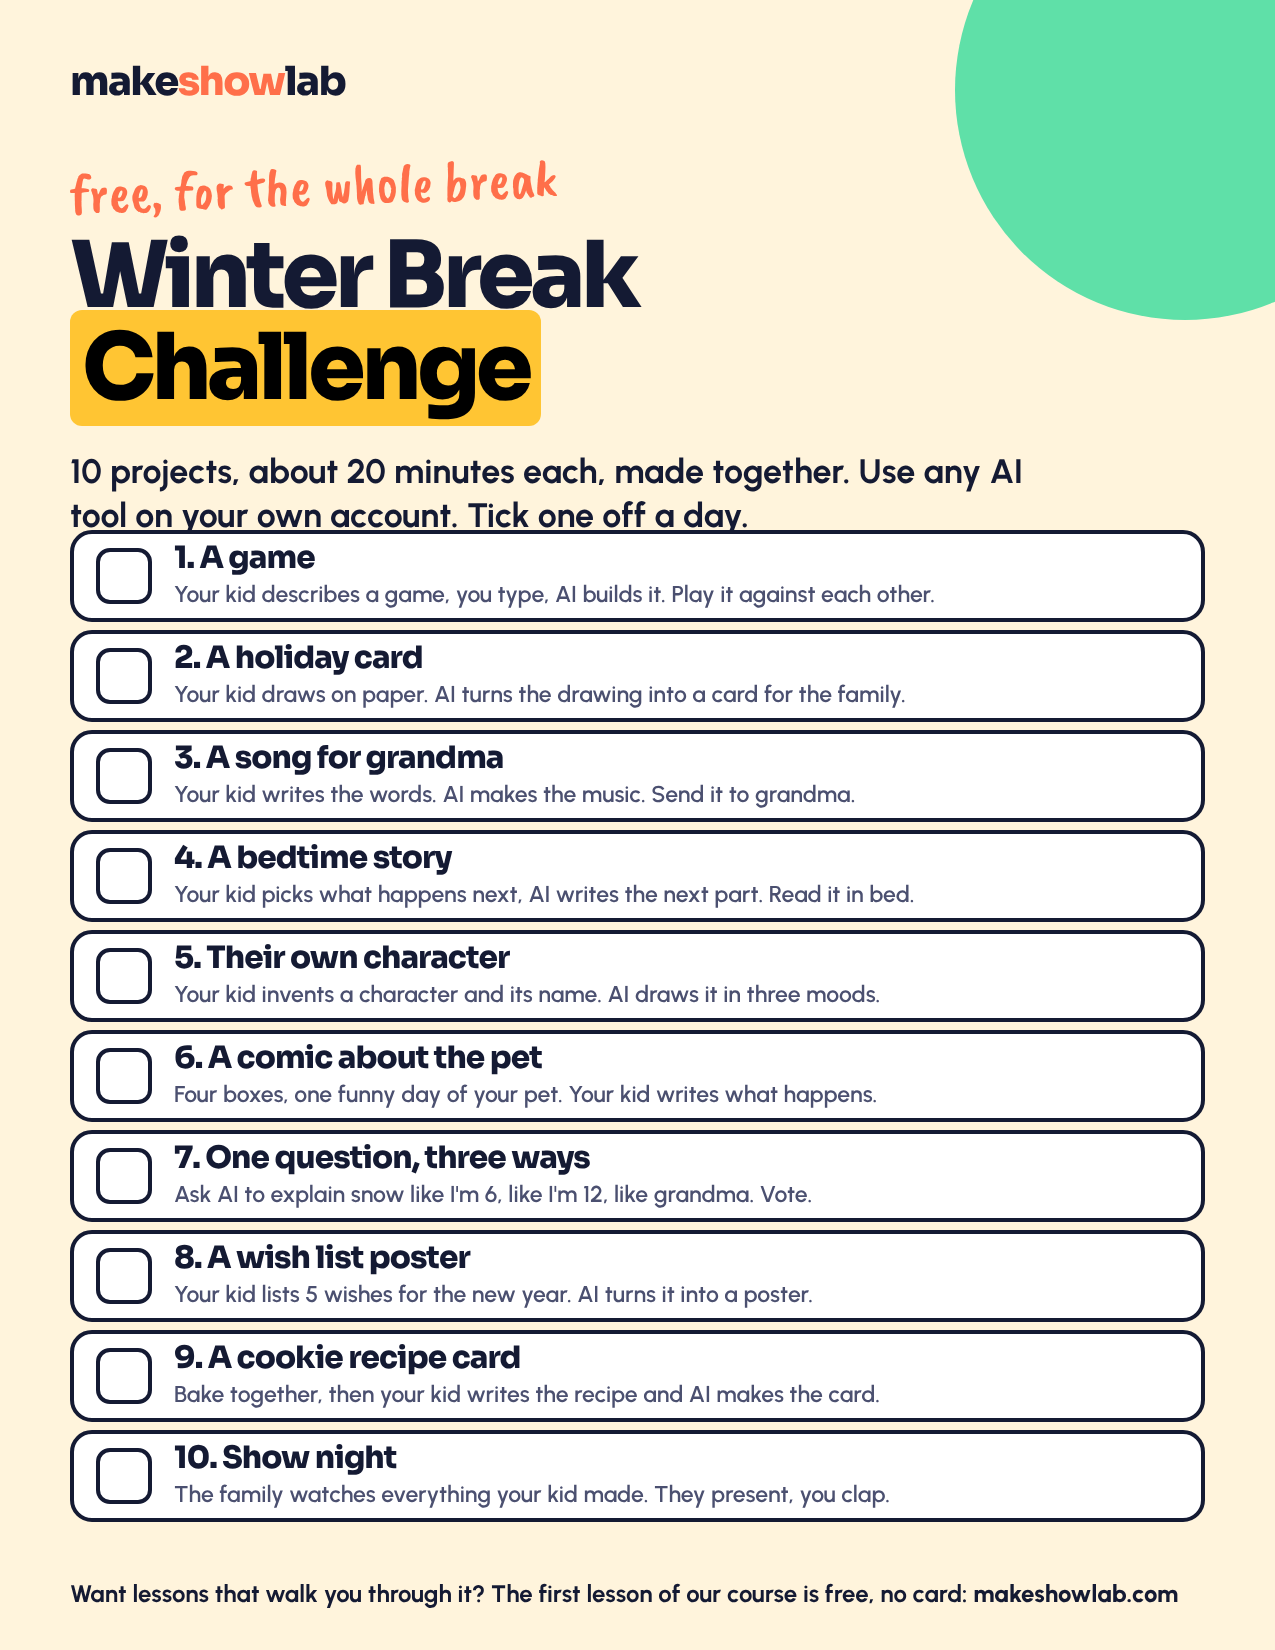 makeshowlab
free, for the whole break
Winter Break
Challenge
10 projects, about 20 minutes each, made together. Use any AI
tool on your own account. Tick one off a day.
1. A game
Your kid describes a game, you type, AI builds it. Play it against each other.
2. A holiday card
Your kid draws on paper. AI turns the drawing into a card for the family.
3. A song for grandma
Your kid writes the words. AI makes the music. Send it to grandma.
4. A bedtime story
Your kid picks what happens next, AI writes the next part. Read it in bed.
5. Their own character
Your kid invents a character and its name. AI draws it in three moods.
6. A comic about the pet
Four boxes, one funny day of your pet. Your kid writes what happens.
7. One question, three ways
Ask AI to explain snow like I'm 6, like I'm 12, like grandma. Vote.
8. A wish list poster
Your kid lists 5 wishes for the new year. AI turns it into a poster.
9. A cookie recipe card
Bake together, then your kid writes the recipe and AI makes the card.
10. Show night
The family watches everything your kid made. They present, you clap.
Want lessons that walk you through it? The first lesson of our course is free, no card: makeshowlab.com